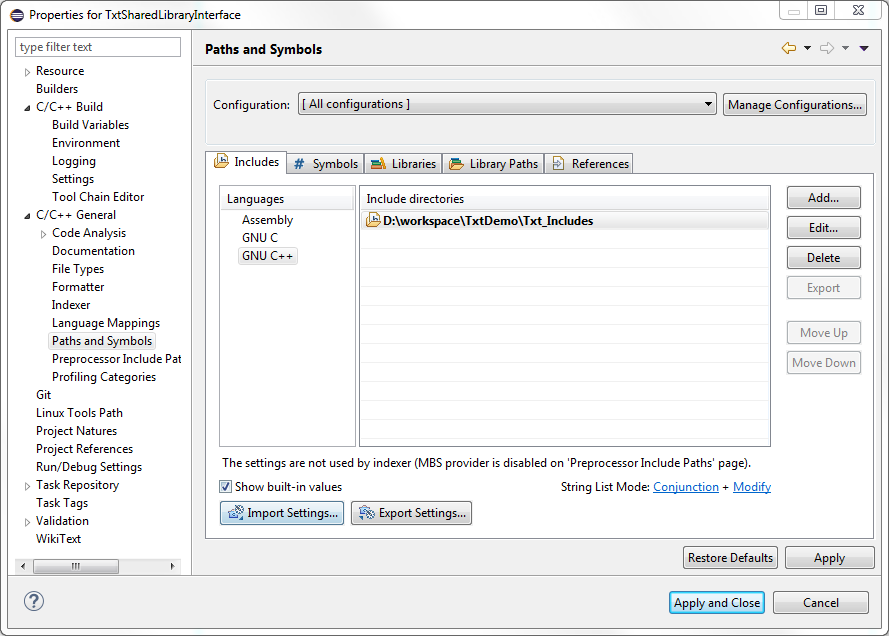 Properties for TxtSharedLibraryInterface
type filter text
Resource
Builders
C/C++ Build
Build Variables
Environment
Logging
Settings
Tool Chain Editor
C/C++ General
Code Analysis
Documentation
File Types
Formatter
Indexer
Language Mappings
Paths and Symbols
Preprocessor Include Pat
Profiling Categories
Git
Linux Tools Path
Project Natures
Project References
Run/Debug Settings
Task Repository
Task Tags
Validation
WikiText
Paths and Symbols
Configuration: [ All configurations ] Manage Configurations...
Includes # Symbols Libraries Library Paths References
Languages
Assembly
GNU C
GNU C++
Include directories
D:\workspace\TxtDemo\Txt_Includes
Add...
Edit...
Delete
Export
Move Up
Move Down
The settings are not used by indexer (MBS provider is disabled on 'Preprocessor Include Paths' page).
Show built-in values String List Mode: Conjunction + Modify
Import Settings... Export Settings...
Restore Defaults Apply
? Apply and Close Cancel